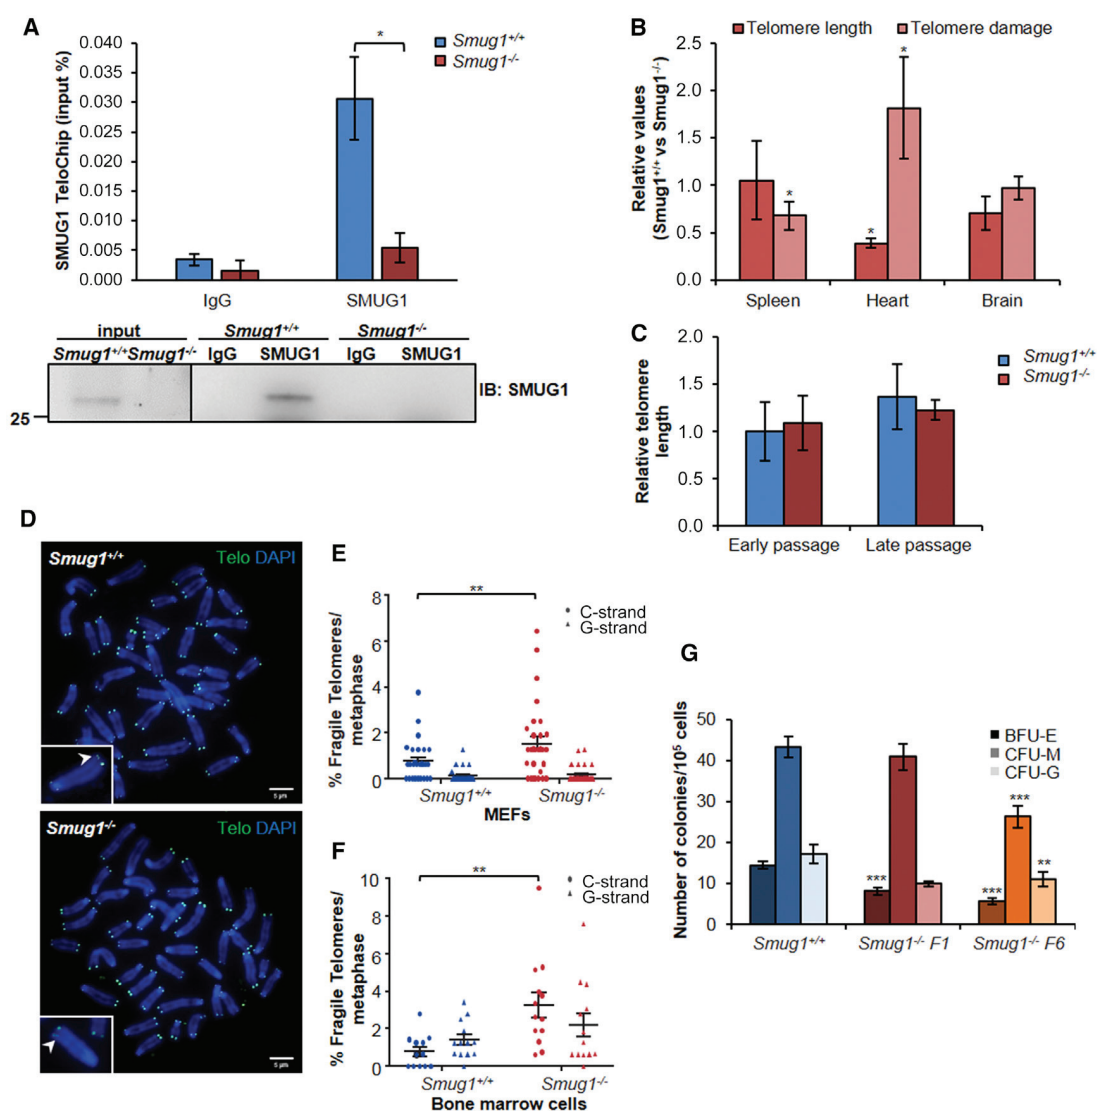 A
0.040
0.035
0.030
0.025
0.020
0.015
0.010
0.005
0.000
SMUG1 TeloChip (input %)
*
Smug1+/+
Smug1-/-
IgG
SMUG1
input
Smug1+/+
Smug1-/-
Smug1+/+Smug1-/-
IgG
SMUG1
IgG
SMUG1
25
IB: SMUG1
B
Telomere length
Telomere damage
2.5
2.0
1.5
1.0
0.5
0.0
Relative values
(Smug1+/+ vs Smug1-/-)
*
*
*
Spleen
Heart
Brain
C
2.0
1.5
1.0
0.5
0.0
Relative telomere
length
Smug1+/+
Smug1-/-
Early passage
Late passage
D
Smug1+/+
Telo DAPI
5 µm
Smug1-/-
Telo DAPI
5 µm
E
8
6
4
2
0
% Fragile Telomeres/
metaphase
**
C-strand
G-strand
Smug1+/+
Smug1-/-
MEFs
F
10
8
6
4
2
0
% Fragile Telomeres/
metaphase
**
C-strand
G-strand
Smug1+/+
Smug1-/-
Bone marrow cells
G
50
40
30
20
10
0
Number of colonies/10⁵ cells
BFU-E
CFU-M
CFU-G
***
***
***
**
Smug1+/+
Smug1-/- F1
Smug1-/- F6